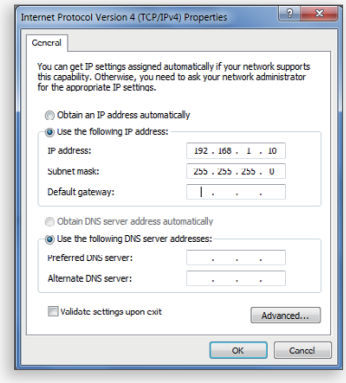 Internet Protocol Version 4 (TCP/IPv4) Properties
General
You can get IP settings assigned automatically if your network supports
this capability. Otherwise, you need to ask your network administrator
for the appropriate IP settings.
Obtain an IP address automatically
Use the following IP address:
IP address: 192 . 168 . 1 . 10
Subnet mask: 255 . 255 . 255 . 0
Default gateway: . . .
Obtain DNS server address automatically
Use the following DNS server addresses:
Preferred DNS server: . . .
Alternate DNS server: . . .
Validate settings upon exit
Advanced...
OK Cancel